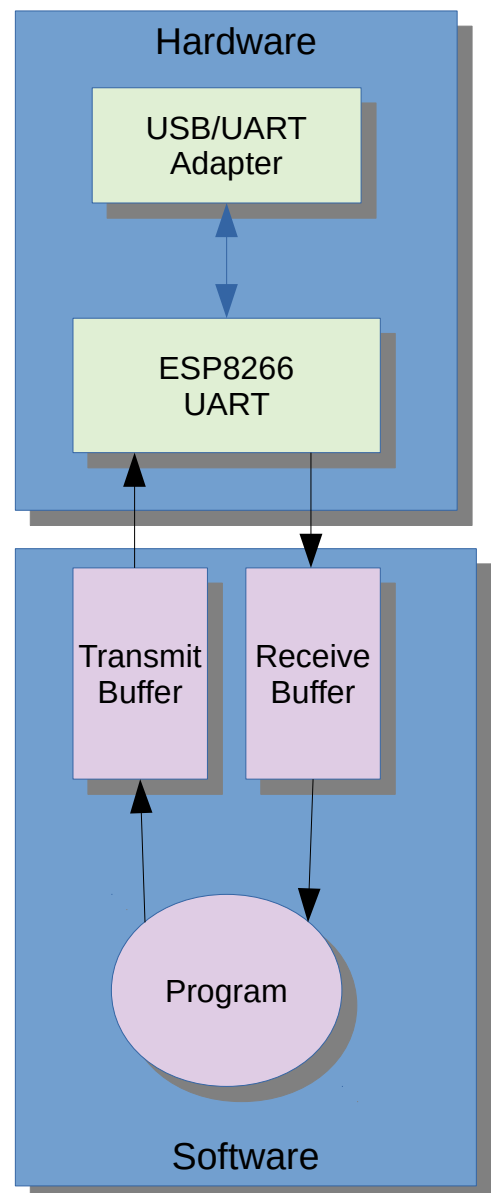 Hardware
USB/UART
Adapter
ESP8266
UART
Transmit
Buffer
Receive
Buffer
Program
Software